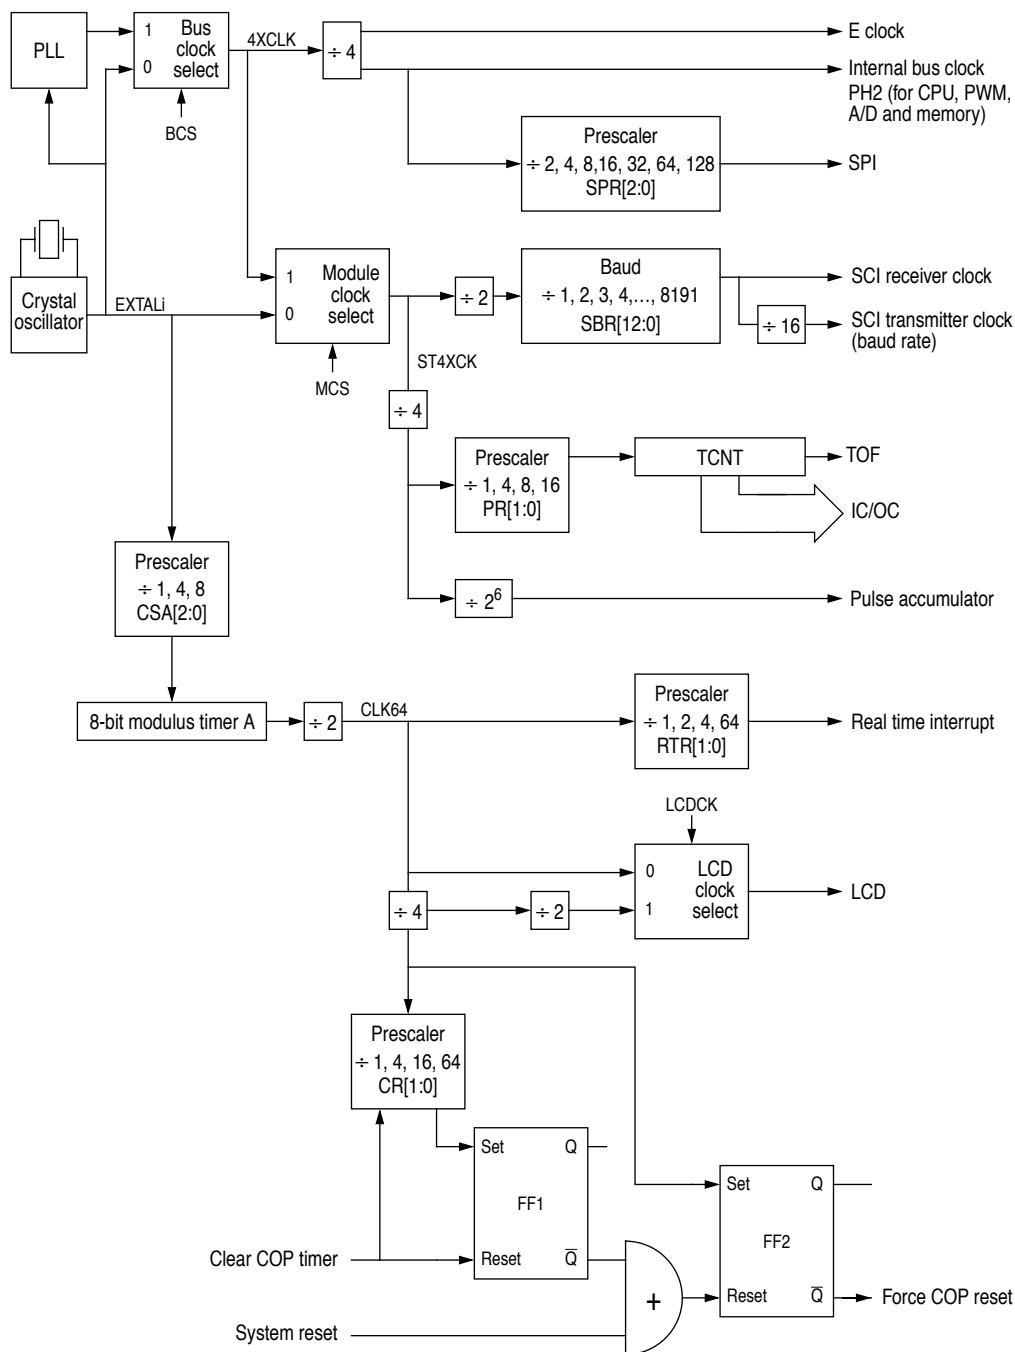 PLL
1
0
Bus
clock
select
BCS
4XCLK
÷ 4
E clock
Internal bus clock
PH2 (for CPU, PWM,
A/D and memory)
Prescaler
÷ 2, 4, 8,16, 32, 64, 128
SPR[2:0]
SPI
Crystal
oscillator
EXTALi
1
0
Module
clock
select
MCS
÷ 2
Baud
÷ 1, 2, 3, 4,..., 8191
SBR[12:0]
SCI receiver clock
÷ 16
SCI transmitter clock
(baud rate)
ST4XCK
÷ 4
Prescaler
÷ 1, 4, 8, 16
PR[1:0]
TCNT
TOF
IC/OC
Prescaler
÷ 1, 4, 8
CSA[2:0]
÷ 2⁶
Pulse accumulator
8-bit modulus timer A
÷ 2
CLK64
Prescaler
÷ 1, 2, 4, 64
RTR[1:0]
Real time interrupt
LCDCK
0
1
LCD
clock
select
LCD
÷ 4
÷ 2
Prescaler
÷ 1, 4, 16, 64
CR[1:0]
Set Q
FF1
Reset Q̅
Set Q
FF2
Reset Q̅
Clear COP timer
+
Force COP reset
System reset